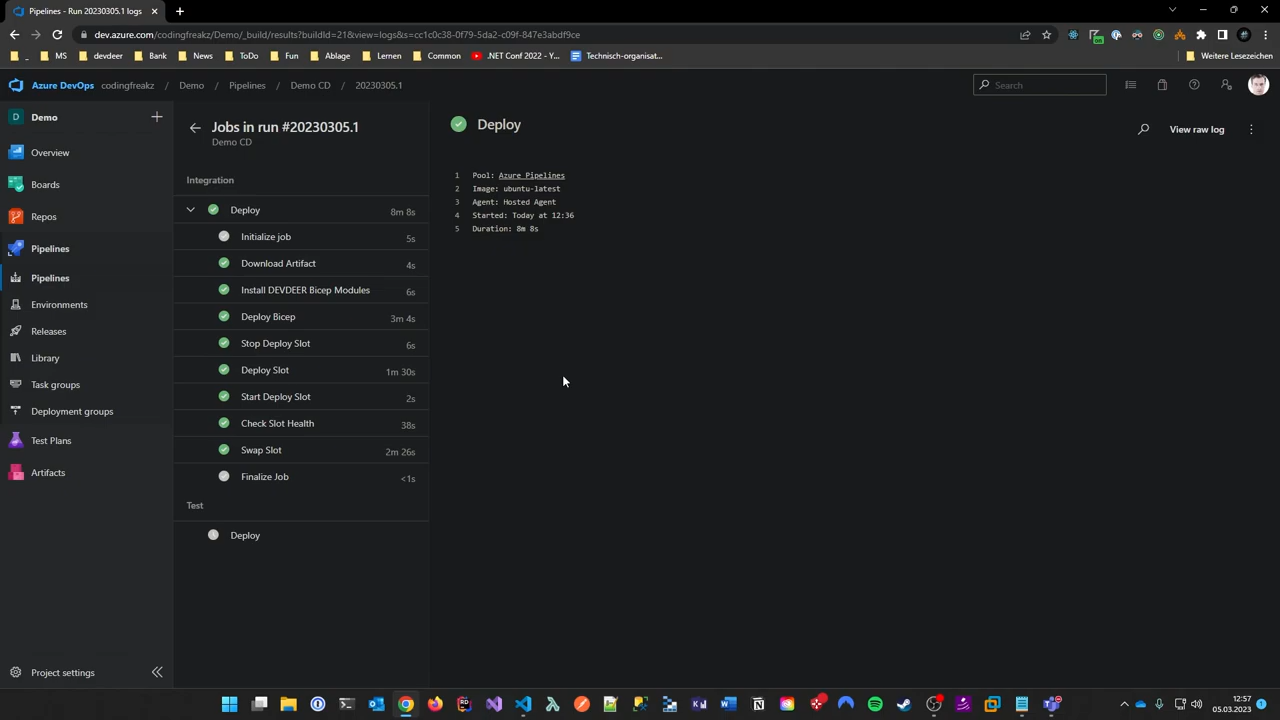 Pipelines - Run 20230305.1 logs
dev.azure.com/codingfreakz/Demo/_build/results?buildId=21&view=logs&s=cc1c0c38-0f79-5da2-c09f-847e3abdf9ce
MS
devdeer
Bank
News
ToDo
Fun
Ablage
Lernen
Common
.NET Conf 2022 - Y...
Technisch-organisat...
Weitere Lesezeichen
Azure DevOps codingfreakz / Demo / Pipelines / Demo CD / 20230305.1
Search
D Demo
Overview
Boards
Repos
Pipelines
Pipelines
Environments
Releases
Library
Task groups
Deployment groups
Test Plans
Artifacts
Project settings
Jobs in run #20230305.1
Demo CD
Integration
Deploy 8m 8s
Initialize job 5s
Download Artifact 4s
Install DEVDEER Bicep Modules 6s
Deploy Bicep 3m 4s
Stop Deploy Slot 6s
Deploy Slot 1m 30s
Start Deploy Slot 2s
Check Slot Health 38s
Swap Slot 2m 26s
Finalize Job <1s
Test
Deploy
Deploy
View raw log
1 Pool: Azure Pipelines
2 Image: ubuntu-latest
3 Agent: Hosted Agent
4 Started: Today at 12:36
5 Duration: 8m 8s
12:57
05.03.2023